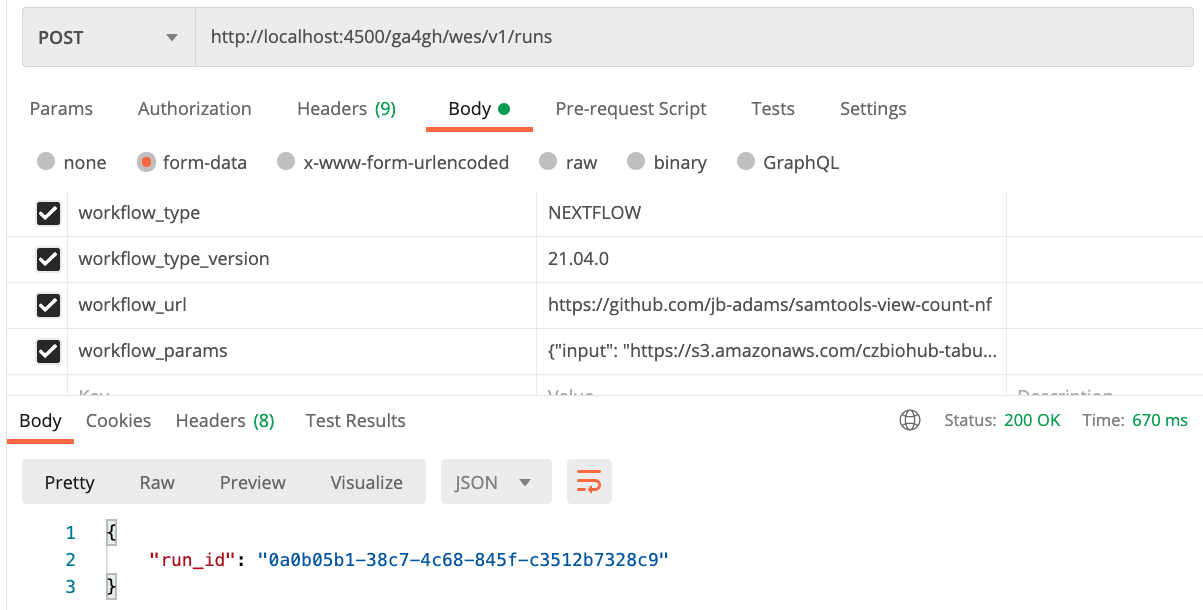 POST http://localhost:4500/ga4gh/wes/v1/runs
Params Authorization Headers (9) Body Pre-request Script Tests Settings
none form-data x-www-form-urlencoded raw binary GraphQL
workflow_type NEXTFLOW
workflow_type_version 21.04.0
workflow_url https://github.com/jb-adams/samtools-view-count-nf
workflow_params {"input": "https://s3.amazonaws.com/czbiohub-tabu...
Key Value Description
Body Cookies Headers (8) Test Results Status: 200 OK Time: 670 ms
Pretty Raw Preview Visualize JSON
1 {
2 "run_id": "0a0b05b1-38c7-4c68-845f-c3512b7328c9"
3 }